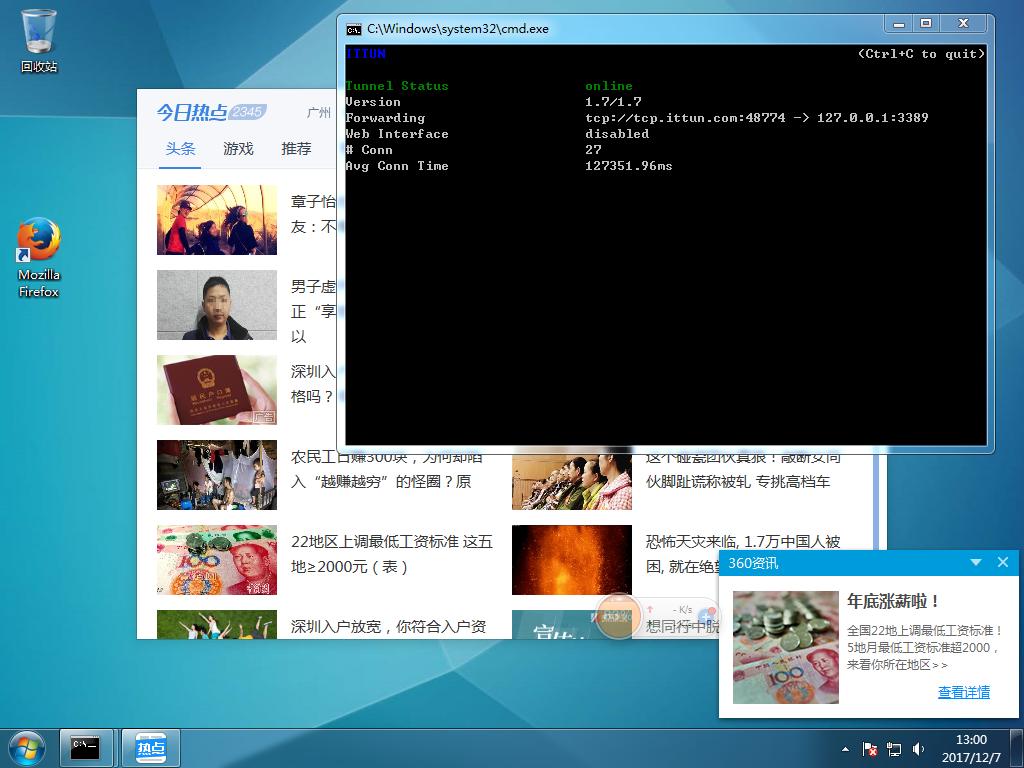 回收站
Mozilla
Firefox
C:\Windows\system32\cmd.exe
ITTUN
(Ctrl+C to quit)
Tunnel Status online
Version 1.7/1.7
Forwarding tcp://tcp.ittun.com:48774 -> 127.0.0.1:3389
Web Interface disabled
# Conn 27
Avg Conn Time 127351.96ms
今日热点 2345
广州
头条 游戏 推荐
章子怡
友：不
男子虚
正“享
以
居民户口簿
广告
深圳入
格吗？
农民工日赚300块，为何却陷
入“越赚越穷”的怪圈？原
这个碰瓷团伙真狠！敲断女同
伙脚趾谎称被轧, 专挑高档车
22地区上调最低工资标准 这五
地≥2000元（表）
恐怖天灾来临, 1.7万中国人被
困, 就在绝
深圳入户放宽，你符合入户资
想同行中脱
- K/s
360资讯
年底涨薪啦！
全国22地上调最低工资标准！
5地月最低工资标准超2000，
来看你所在地区>>
查看详情
100
C:\_
热点
13:00
2017/12/7